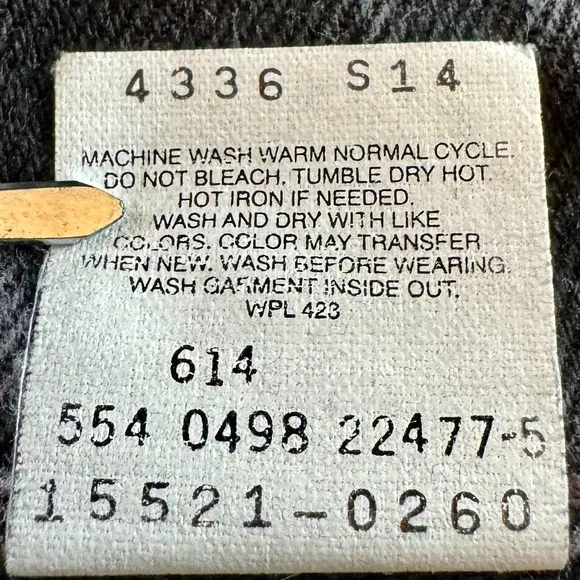 4336 S14
MACHINE WASH WARM NORMAL CYCLE.
DO NOT BLEACH. TUMBLE DRY HOT.
HOT IRON IF NEEDED.
WASH AND DRY WITH LIKE
COLORS. COLOR MAY TRANSFER
WHEN NEW. WASH BEFORE WEARING.
WASH GARMENT INSIDE OUT.
WPL 423
614
554 0498 22477-5
15521-0260